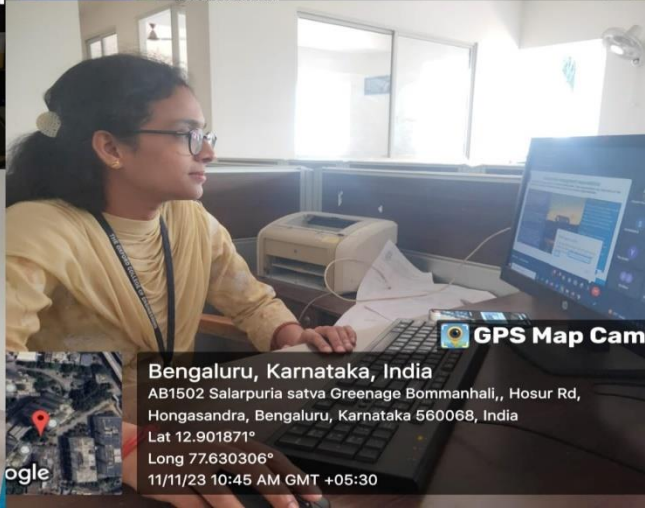 GPS Map Cam
Bengaluru, Karnataka, India
AB1502 Salarpuria satva Greenage Bommanhali,, Hosur Rd,
Hongasandra, Bengaluru, Karnataka 560068, India
Lat 12.901871°
Long 77.630306°
11/11/23 10:45 AM GMT +05:30
ogle